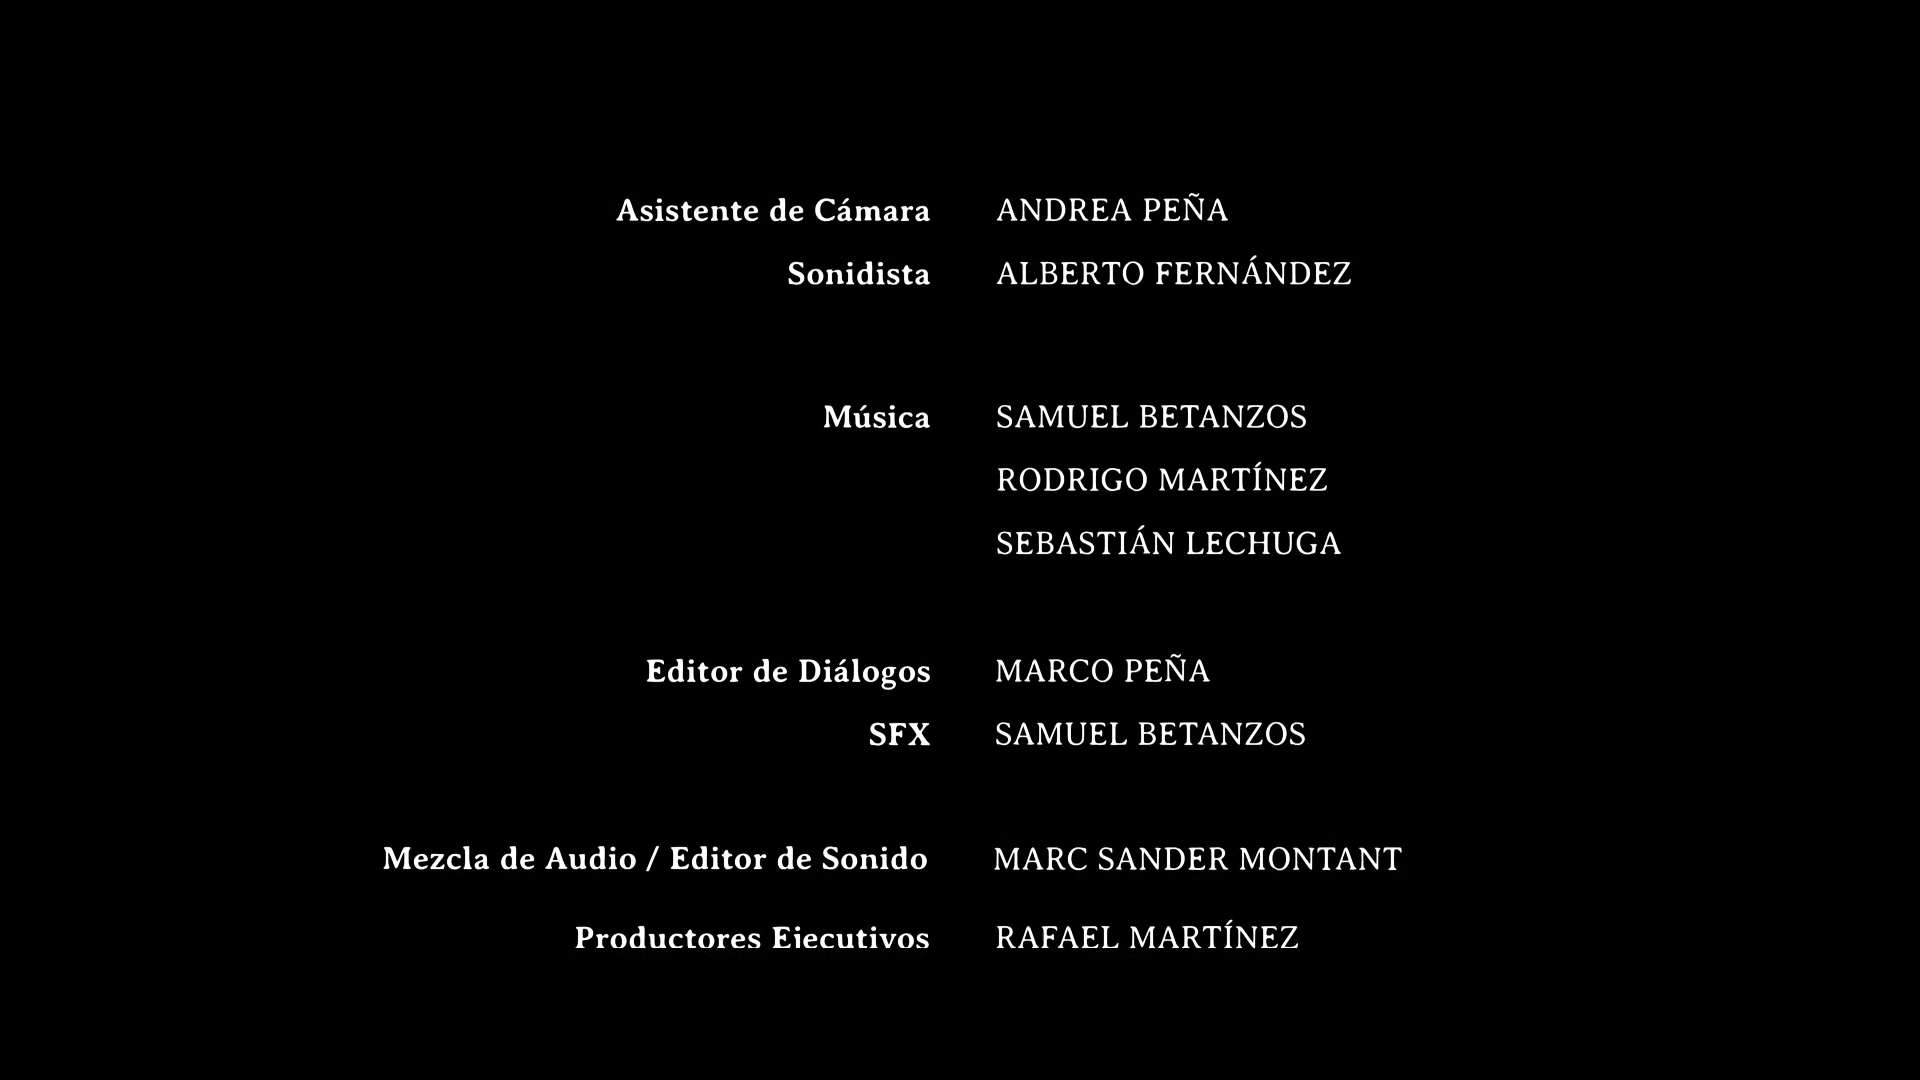 Asistente de Cámara ANDREA PEÑA
Sonidista ALBERTO FERNÁNDEZ
Música SAMUEL BETANZOS
RODRIGO MARTÍNEZ
SEBASTIÁN LECHUGA
Editor de Diálogos MARCO PEÑA
SFX SAMUEL BETANZOS
Mezcla de Audio / Editor de Sonido MARC SANDER MONTANT
Productores Ejecutivos RAFAEL MARTÍNEZ